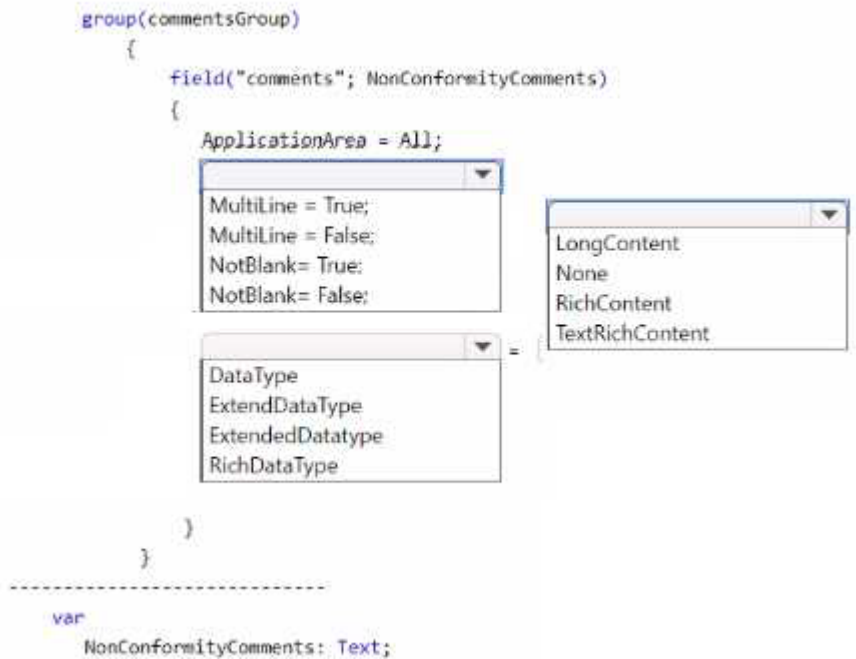 group(commentsGroup)
{
field("comments"; NonConformityComments)
{
ApplicationArea = All;
MultiLine = True;
MultiLine = False;
NotBlank= True;
NotBlank= False;
LongContent
None
RichContent
TextRichContent
=
DataType
ExtendDataType
ExtendedDatatype
RichDataType
}
}
------------------------------
var
NonConformityComments: Text;